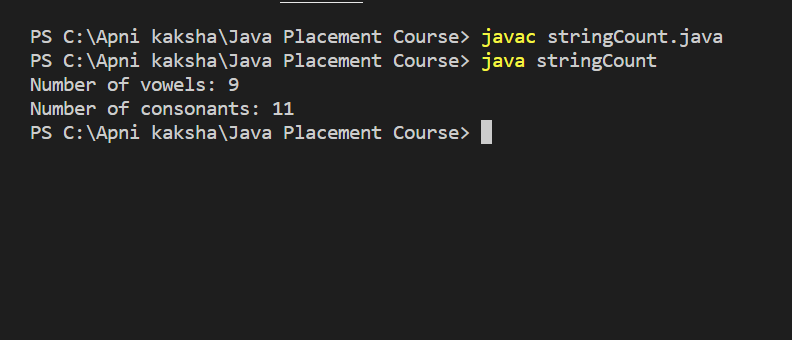 PS C:\Apni kaksha\Java Placement Course> javac stringCount.java
PS C:\Apni kaksha\Java Placement Course> java stringCount
Number of vowels: 9
Number of consonants: 11
PS C:\Apni kaksha\Java Placement Course>